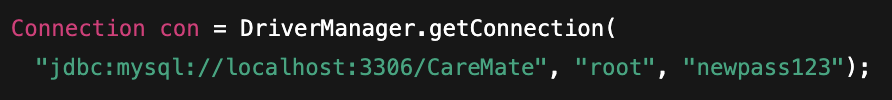 Connection con = DriverManager.getConnection(
"jdbc:mysql://localhost:3306/CareMate", "root", "newpass123");